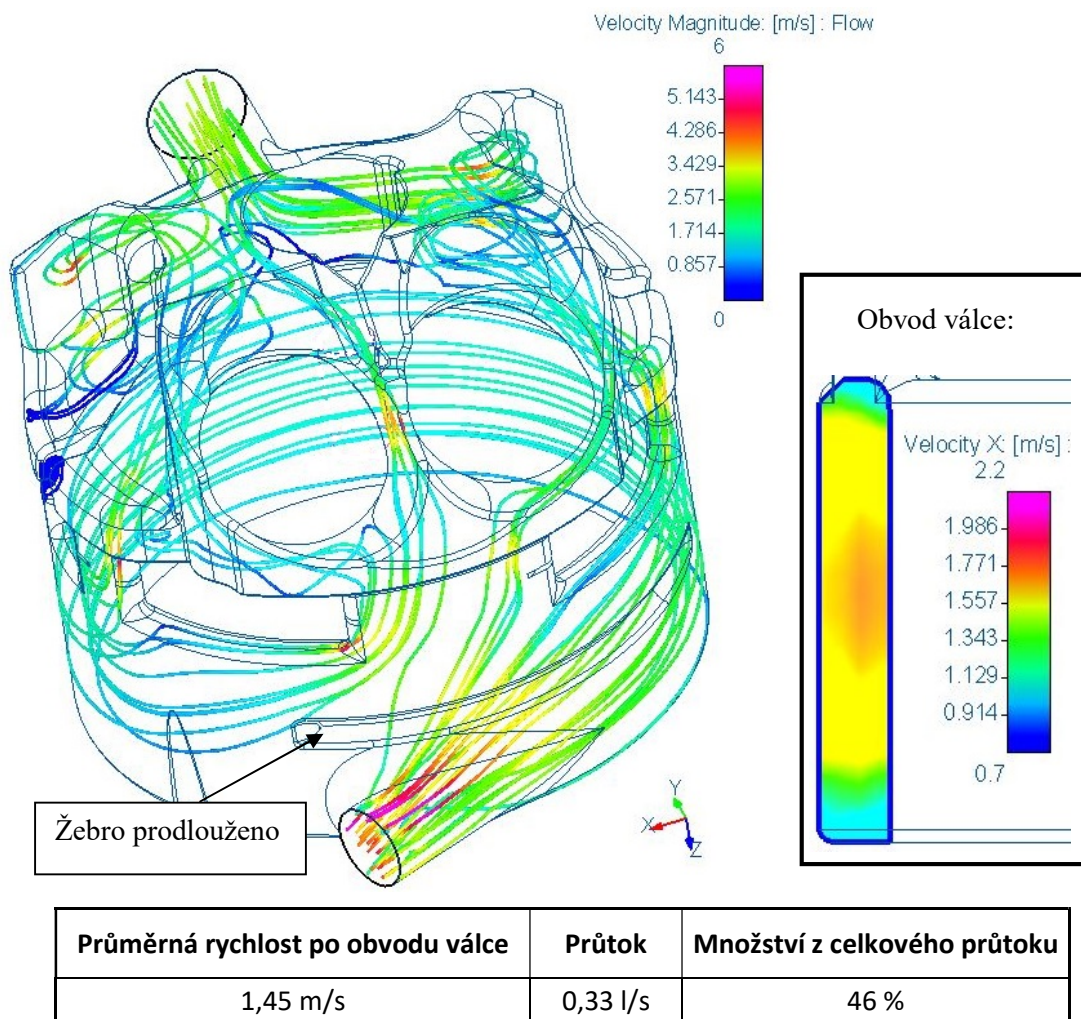 Velocity Magnitude: [m/s] : Flow
6
5.143
4.286
3.429
2.571
1.714
0.857
0
Obvod válce:
Velocity X: [m/s] :
2.2
1.986
1.771
1.557
1.343
1.129
0.914
0.7
Žebro prodlouženo
Y
X
Z
Průměrná rychlost po obvodu válce Průtok Množství z celkového průtoku
1,45 m/s 0,33 l/s 46 %